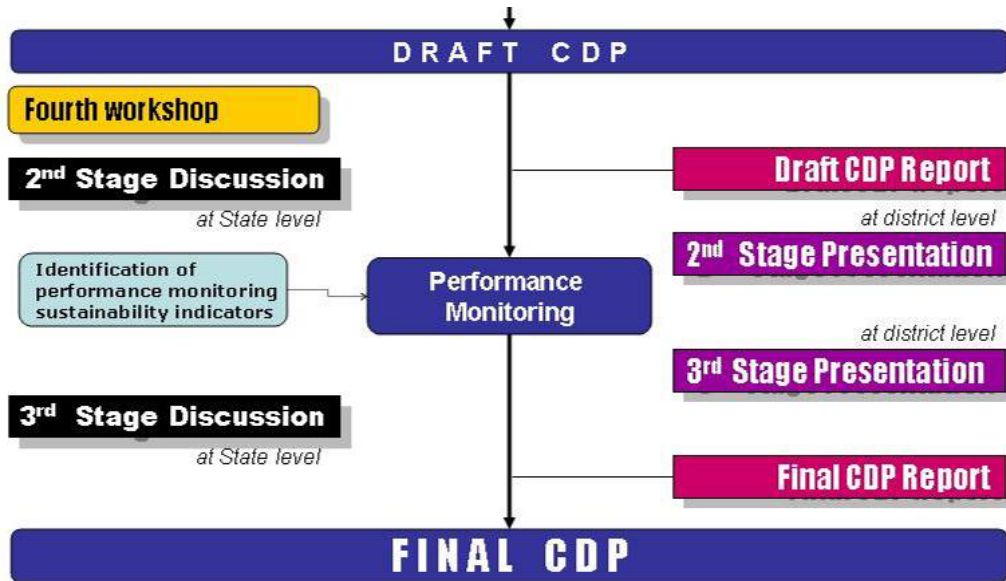 DRAFT CDP
Fourth workshop
2nd Stage Discussion
at State level
Draft CDP Report
at district level
2nd Stage Presentation
Identification of
performance monitoring
sustainability indicators
Performance
Monitoring
at district level
3rd Stage Presentation
3rd Stage Discussion
at State level
Final CDP Report
FINAL CDP